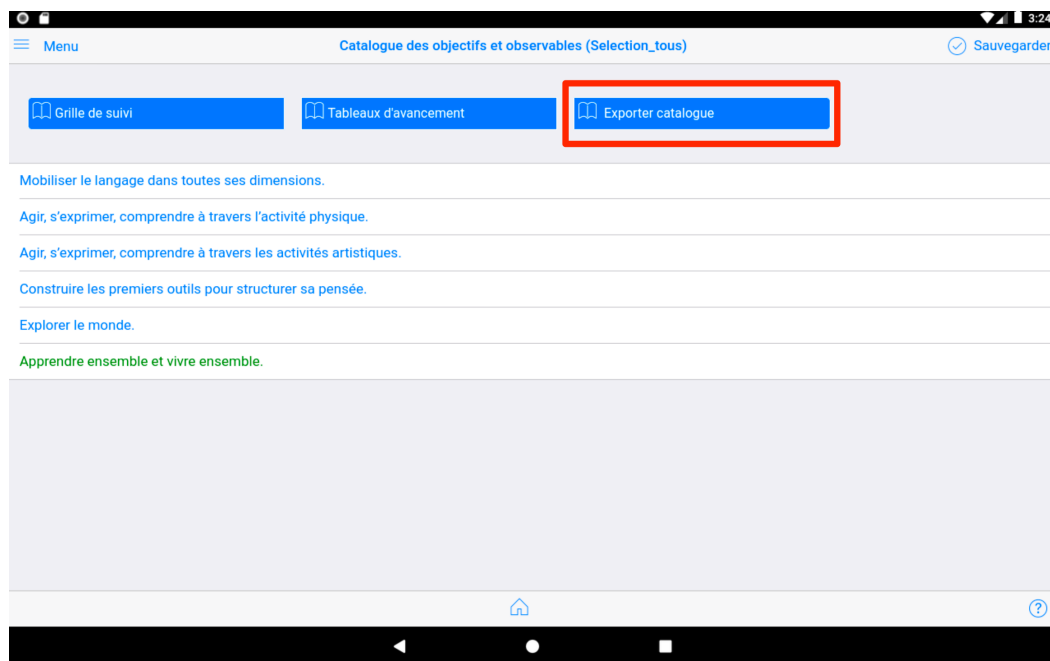 3:24
Menu
Catalogue des objectifs et observables (Selection_tous)
Sauvegarder
Grille de suivi
Tableaux d'avancement
Exporter catalogue
Mobiliser le langage dans toutes ses dimensions.
Agir, s’exprimer, comprendre à travers l’activité physique.
Agir, s’exprimer, comprendre à travers les activités artistiques.
Construire les premiers outils pour structurer sa pensée.
Explorer le monde.
Apprendre ensemble et vivre ensemble.
?